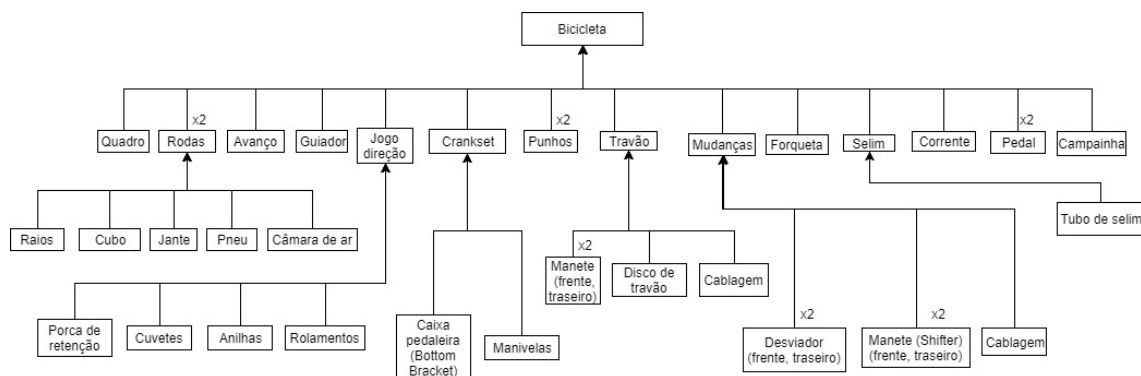 Bicicleta
x2
x2
x2
Quadro
Rodas
Avanço
Guiador
Jogo
direção
Crankset
Punhos
Travão
Mudanças
Forqueta
Selim
Corrente
Pedal
Campainha
Raios
Cubo
Jante
Pneu
Câmara de ar
Tubo de selim
x2
Manete
(frente,
traseiro)
Disco de
travão
Cablagem
x2
x2
Porca de
retenção
Cuvetes
Anilhas
Rolamentos
Caixa
pedaleira
(Bottom
Bracket)
Manivelas
Desviador
(frente, traseiro)
Manete (Shifter)
(frente, traseiro)
Cablagem